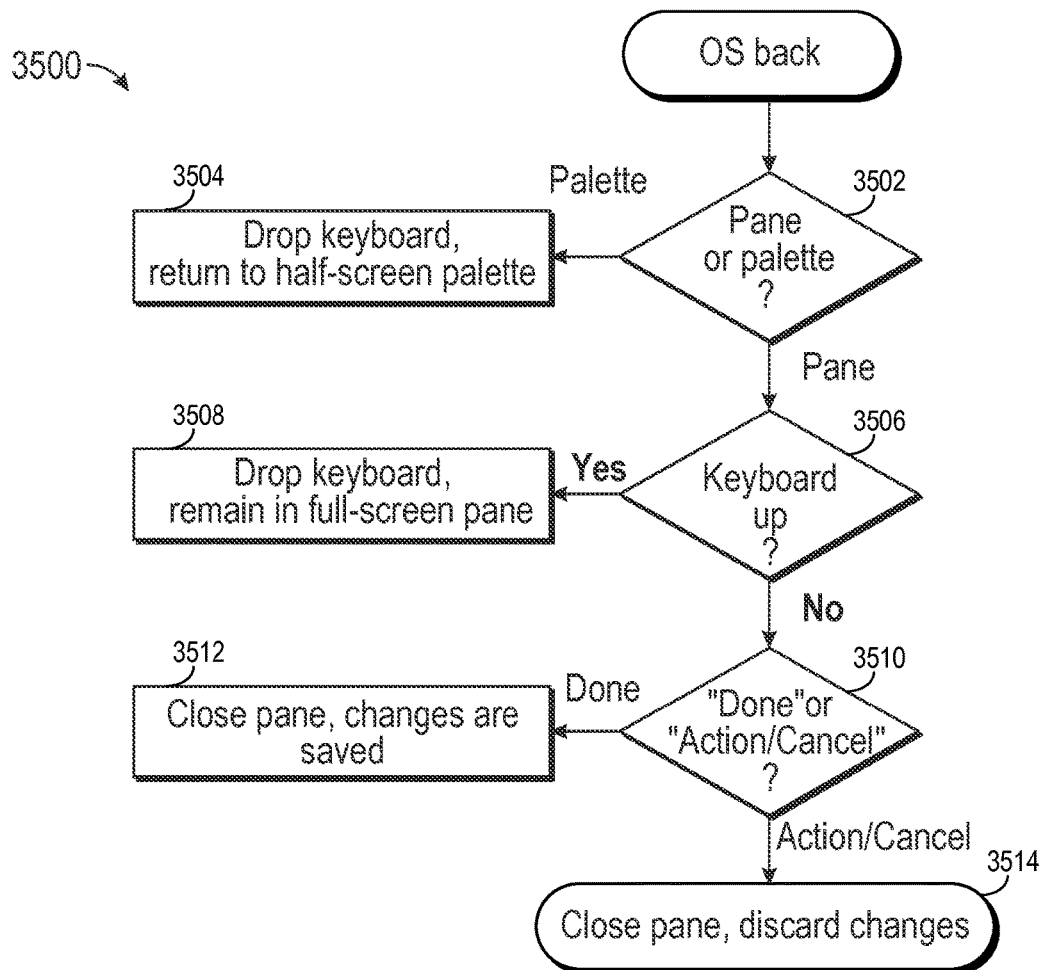 3500
OS back
3504
Palette
3502
Drop keyboard,
return to half-screen palette
Pane
or palette
?
Pane
3508
3506
Drop keyboard,
remain in full-screen pane
Yes
Keyboard
up
?
No
3512
3510
Close pane, changes are
saved
Done
"Done"or
"Action/Cancel"
?
Action/Cancel
3514
Close pane, discard changes